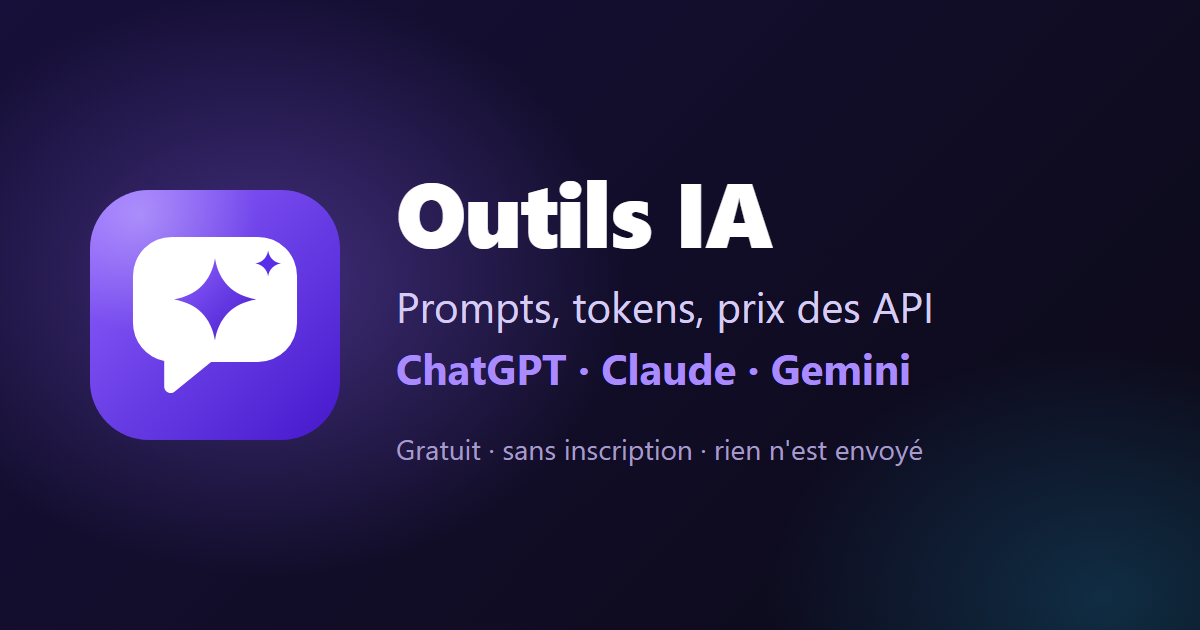 Outils IA
Prompts, tokens, prix des API
ChatGPT · Claude · Gemini
Gratuit · sans inscription · rien n'est envoyé